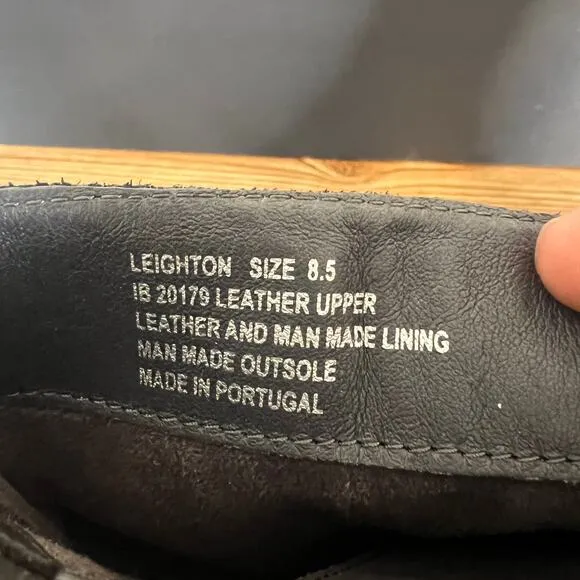 LEIGHTON SIZE 8.5
IB 20179 LEATHER UPPER
LEATHER AND MAN MADE LINING
MAN MADE OUTSOLE
MADE IN PORTUGAL